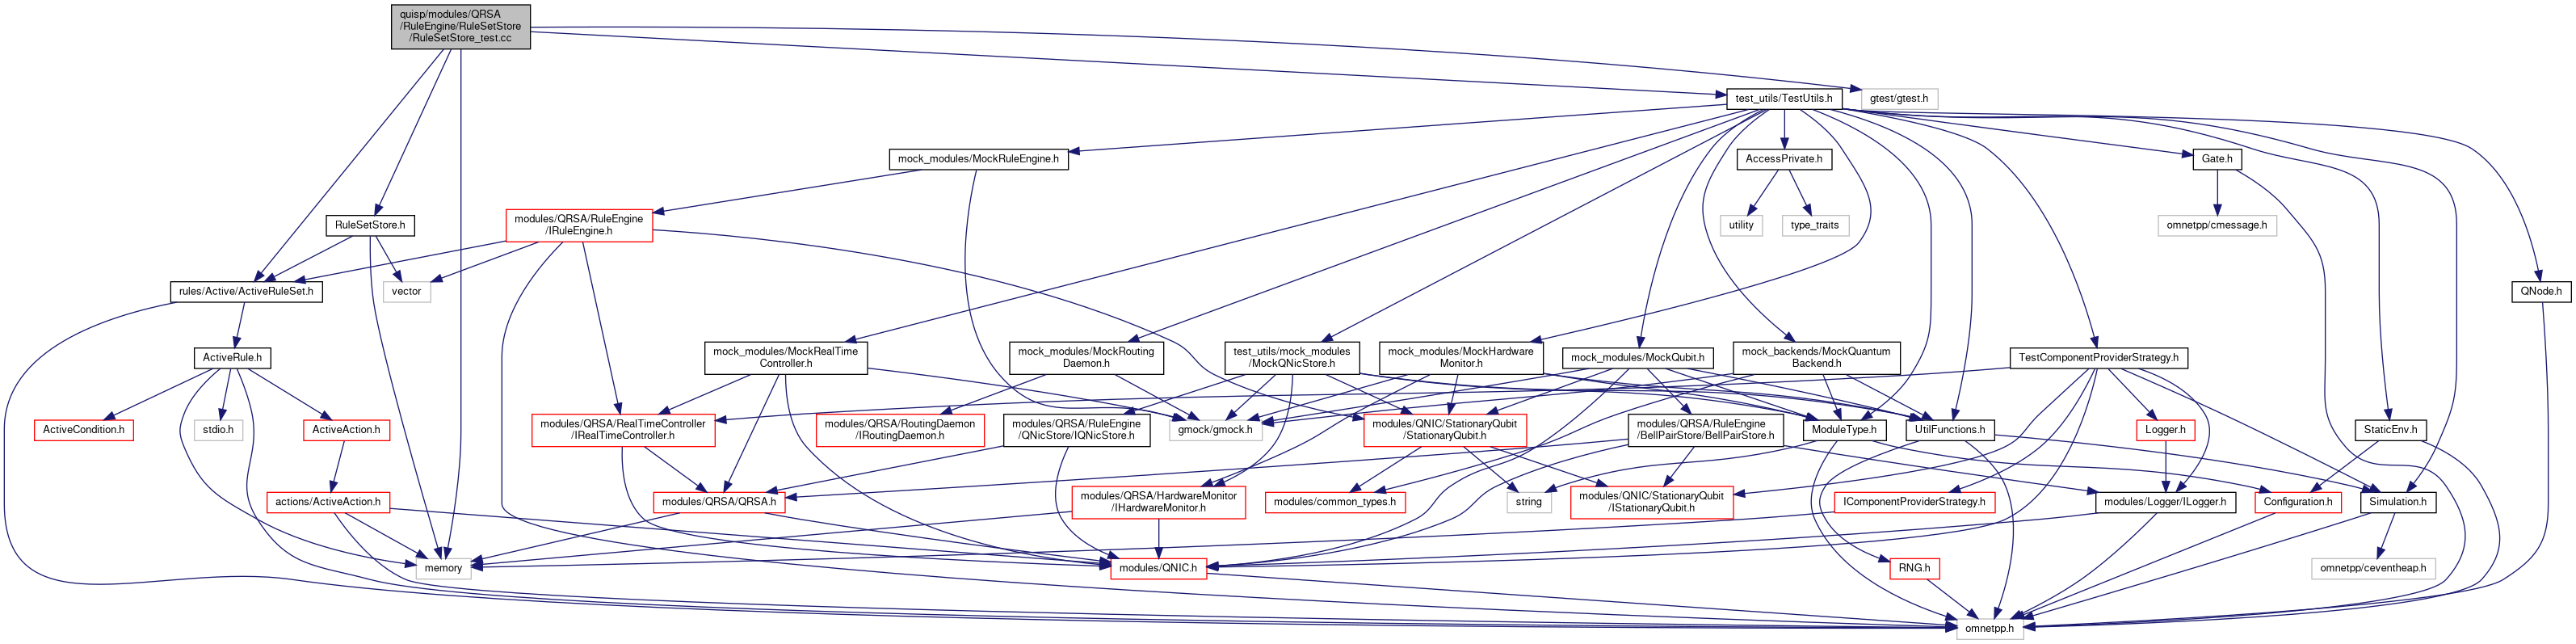 quisp/modules/QRSA
/RuleEngine/RuleSetStore
/RuleSetStore_test.cc
test_utils/TestUtils.h
gtest/gtest.h
mock_modules/MockRuleEngine.h
AccessPrivate.h
Gate.h
modules/QRSA/RuleEngine
/IRuleEngine.h
RuleSetStore.h
utility
type_traits
omnetpp/cmessage.h
rules/Active/ActiveRuleSet.h
vector
QNode.h
ActiveRule.h
mock_modules/MockRealTime
Controller.h
mock_modules/MockRouting
Daemon.h
test_utils/mock_modules
/MockQNicStore.h
mock_modules/MockHardware
Monitor.h
mock_modules/MockQubit.h
mock_backends/MockQuantum
Backend.h
TestComponentProviderStrategy.h
ActiveCondition.h
stdio.h
ActiveAction.h
modules/QRSA/RealTimeController
/IRealTimeController.h
modules/QRSA/RoutingDaemon
/IRoutingDaemon.h
modules/QRSA/RuleEngine
/QNicStore/IQNicStore.h
gmock/gmock.h
modules/QNIC/StationaryQubit
/StationaryQubit.h
modules/QRSA/RuleEngine
/BellPairStore/BellPairStore.h
ModuleType.h
UtilFunctions.h
Logger.h
StaticEnv.h
actions/ActiveAction.h
modules/QRSA/QRSA.h
modules/QRSA/HardwareMonitor
/IHardwareMonitor.h
modules/common_types.h
string
modules/QNIC/StationaryQubit
/IStationaryQubit.h
IComponentProviderStrategy.h
modules/Logger/ILogger.h
Configuration.h
Simulation.h
memory
modules/QNIC.h
RNG.h
omnetpp/ceventheap.h
omnetpp.h